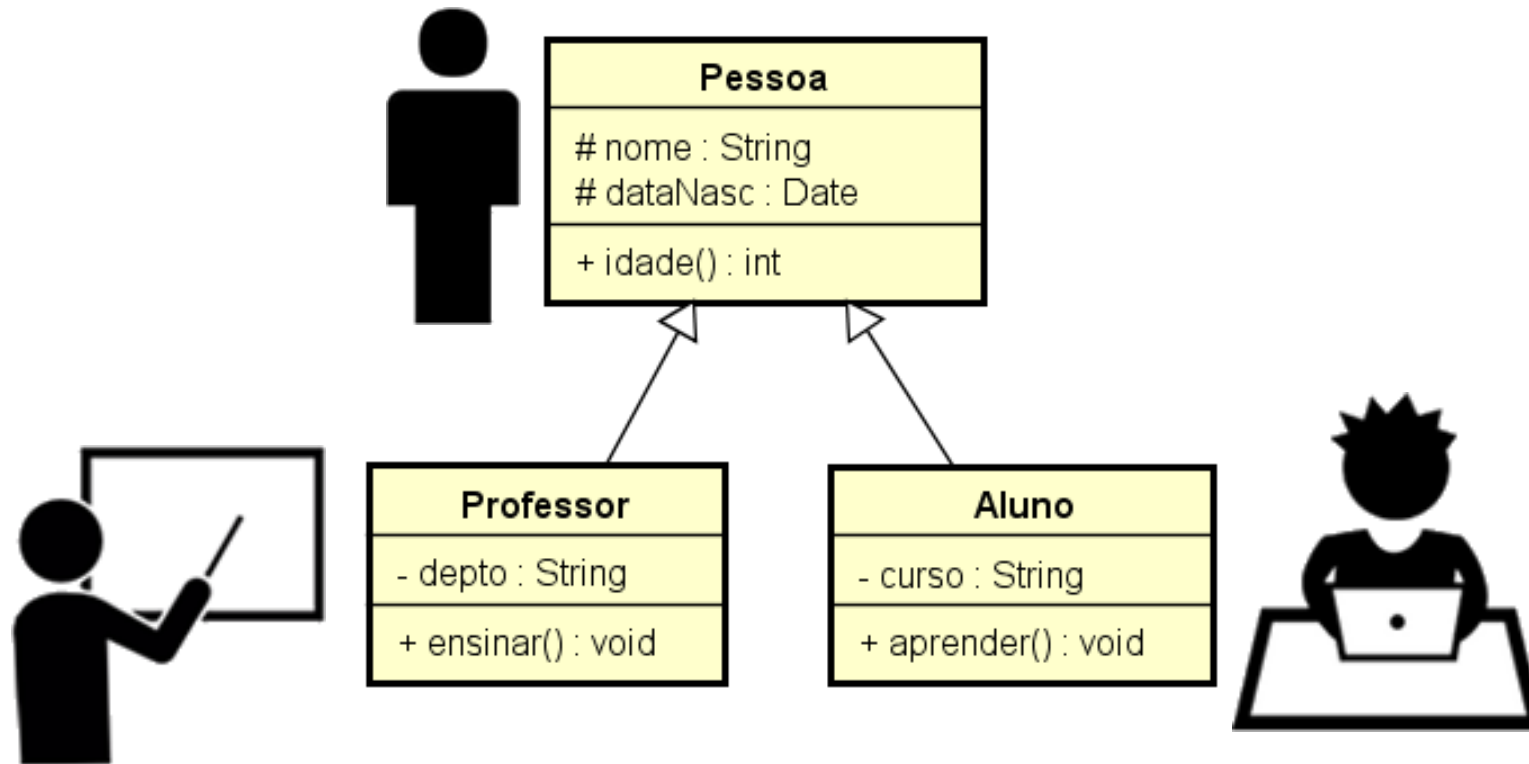 Pessoa
# nome : String
# dataNasc : Date
+ idade() : int
Professor
- depto : String
+ ensinar() : void
Aluno
- curso : String
+ aprender() : void